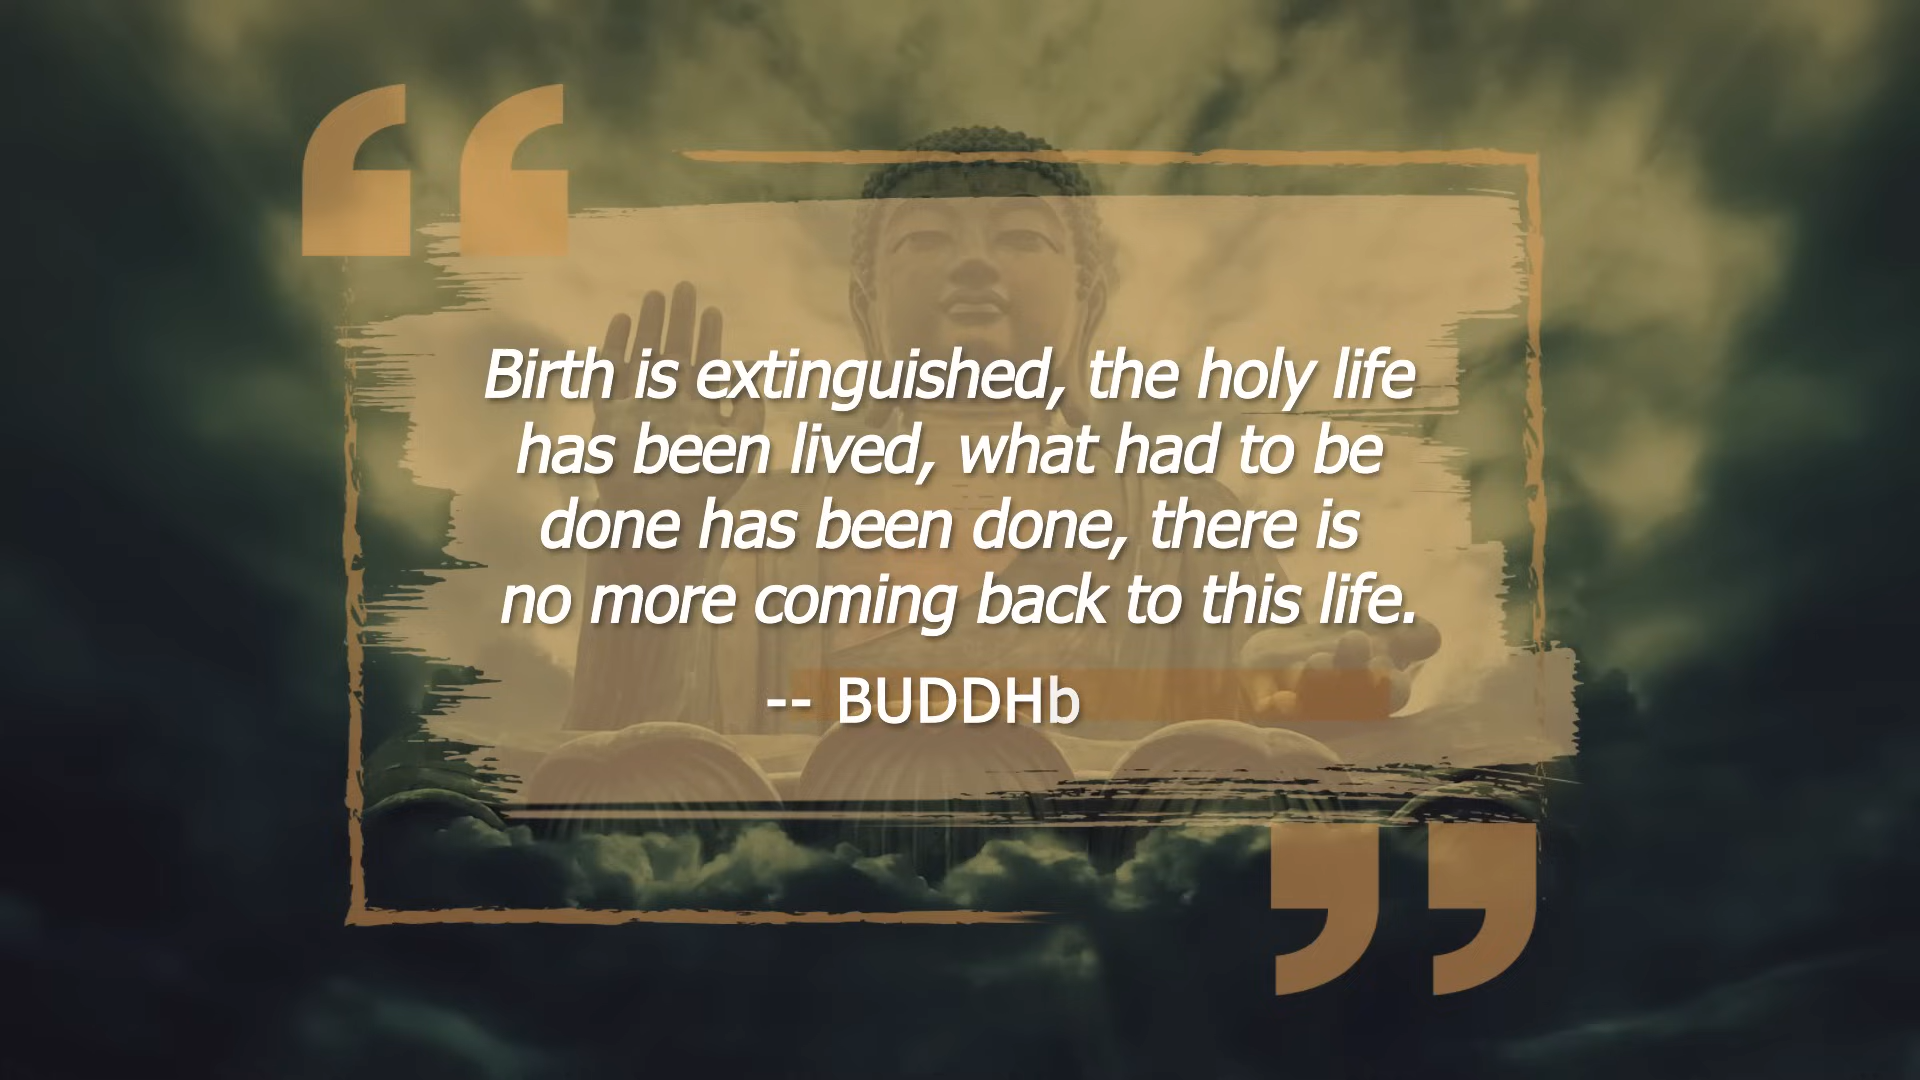 Birth is extinguished, the holy life
has been lived, what had to be
done has been done, there is
no more coming back to this life.
-- BUDDHb